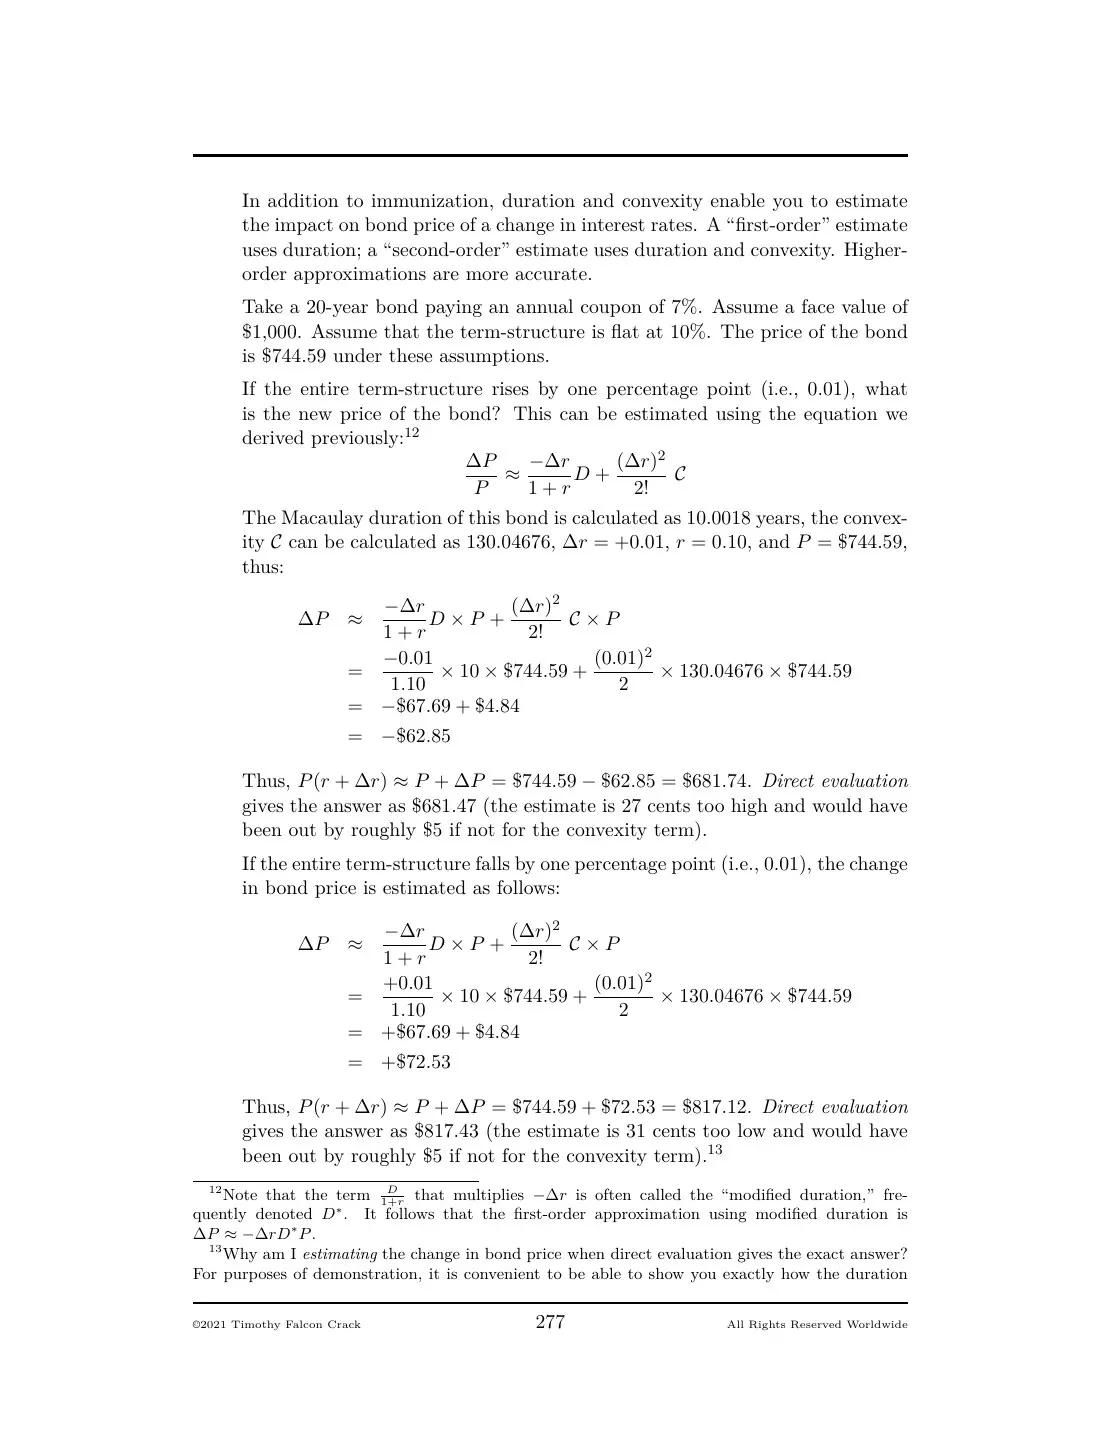 In addition to immunization, duration and convexity enable you to estimate
the impact on bond price of a change in interest rates. A “first-order” estimate
uses duration; a “second-order” estimate uses duration and convexity. Higher-
order approximations are more accurate.
Take a 20-year bond paying an annual coupon of 7%. Assume a face value of
$1,000. Assume that the term-structure is flat at 10%. The price of the bond
is $744.59 under these assumptions.
If the entire term-structure rises by one percentage point (i.e., 0.01), what
is the new price of the bond? This can be estimated using the equation we
derived previously:¹²
ΔP/P ≈ −Δr/(1 + r) D + (Δr)²/2! C
The Macaulay duration of this bond is calculated as 10.0018 years, the convex-
ity C can be calculated as 130.04676, Δr = +0.01, r = 0.10, and P = $744.59,
thus:
ΔP ≈ −Δr/(1 + r) D × P + (Δr)²/2! C × P
= −0.01/1.10 × 10 × $744.59 + (0.01)²/2 × 130.04676 × $744.59
= −$67.69 + $4.84
= −$62.85
Thus, P(r + Δr) ≈ P + ΔP = $744.59 − $62.85 = $681.74. Direct evaluation
gives the answer as $681.47 (the estimate is 27 cents too high and would have
been out by roughly $5 if not for the convexity term).
If the entire term-structure falls by one percentage point (i.e., 0.01), the change
in bond price is estimated as follows:
ΔP ≈ −Δr/(1 + r) D × P + (Δr)²/2! C × P
= +0.01/1.10 × 10 × $744.59 + (0.01)²/2 × 130.04676 × $744.59
= +$67.69 + $4.84
= +$72.53
Thus, P(r + Δr) ≈ P + ΔP = $744.59 + $72.53 = $817.12. Direct evaluation
gives the answer as $817.43 (the estimate is 31 cents too low and would have
been out by roughly $5 if not for the convexity term).¹³
¹²Note that the term D/(1+r) that multiplies −Δr is often called the “modified duration,” fre-
quently denoted D*. It follows that the first-order approximation using modified duration is
ΔP ≈ −ΔrD*P.
¹³Why am I estimating the change in bond price when direct evaluation gives the exact answer?
For purposes of demonstration, it is convenient to be able to show you exactly how the duration
©2021 Timothy Falcon Crack 277 All Rights Reserved Worldwide